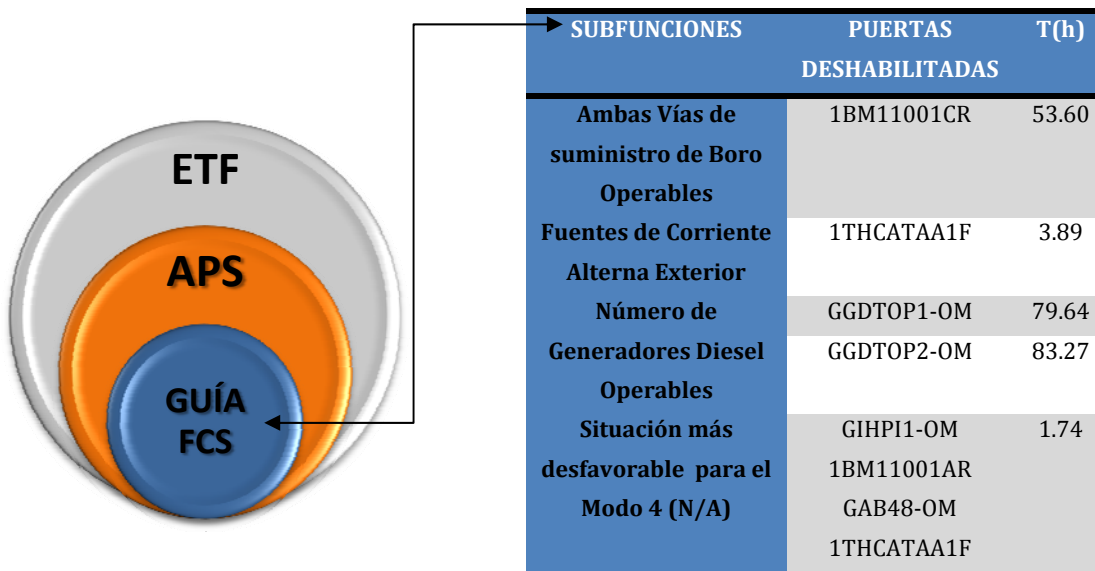 ETF
APS
GUÍA
FCS
SUBFUNCIONES PUERTAS T(h)
DESHABILITADAS
Ambas Vías de 1BM11001CR 53.60
suministro de Boro
Operables
Fuentes de Corriente 1THCATAA1F 3.89
Alterna Exterior
Número de GGDTOP1-OM 79.64
Generadores Diesel GGDTOP2-OM 83.27
Operables
Situación más GIHPI1-OM 1.74
desfavorable para el 1BM11001AR
Modo 4 (N/A) GAB48-OM
1THCATAA1F